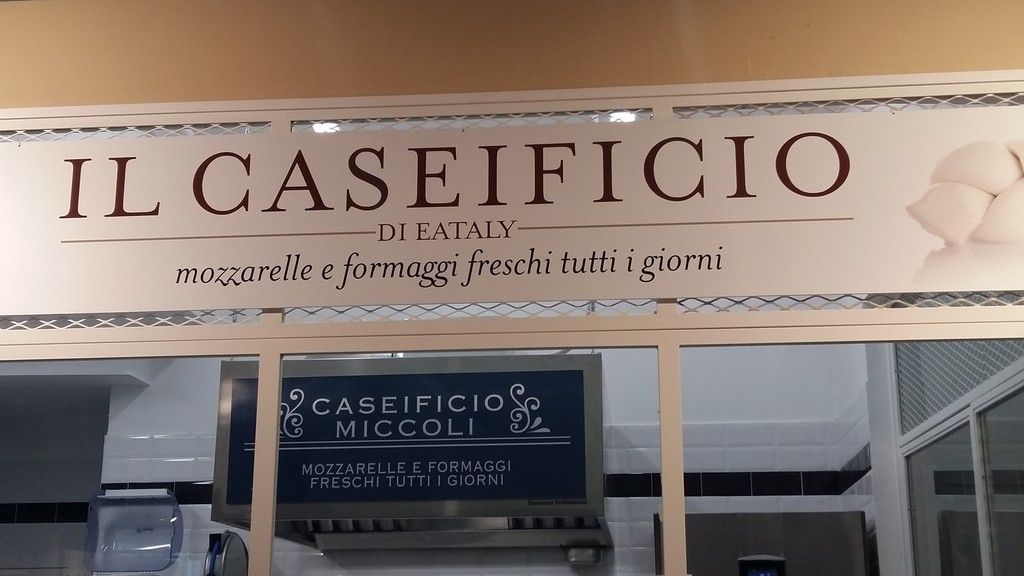 IL CASEIFICIO
DI EATALY
mozzarelle e formaggi freschi tutti i giorni
CASEIFICIO
MICCOLI
MOZZARELLE E FORMAGGI
FRESCHI TUTTI I GIORNI